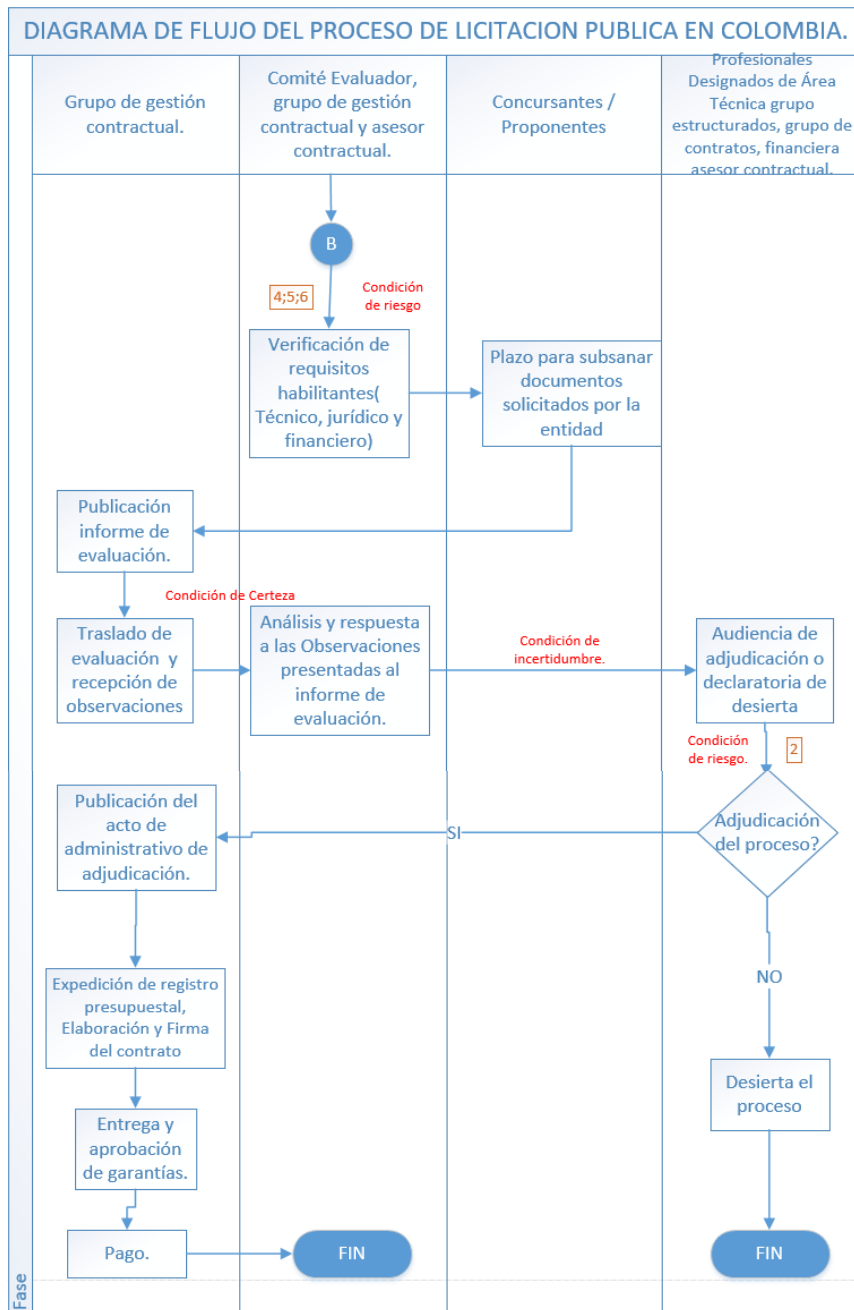 DIAGRAMA DE FLUJO DEL PROCESO DE LICITACION PUBLICA EN COLOMBIA.
Grupo de gestión
contractual.
Comité Evaluador,
grupo de gestión
contractual y asesor
contractual.
Concursantes /
Proponentes
Profesionales
Designados de Área
Técnica grupo
estructurados, grupo de
contratos, financiera
asesor contractual.
B
4;5;6
Condición
de riesgo
Verificación de
requisitos
habilitantes(
Técnico, jurídico y
financiero)
Plazo para subsanar
documentos
solicitados por la
entidad
Publicación
informe de
evaluación.
Condición de Certeza
Traslado de
evaluación y
recepción de
observaciones
Análisis y respuesta
a las Observaciones
presentadas al
informe de
evaluación.
Condición de
incertidumbre.
Audiencia de
adjudicación o
declaratoria de
desierta
Condición
de riesgo.
2
Adjudicación
del proceso?
SI
Publicación del
acto de
administrativo de
adjudicación.
NO
Expedición de registro
presupuestal,
Elaboración y Firma
del contrato
Desierta el
proceso
Entrega y
aprobación
de garantías.
Pago.
FIN
FIN
Fase